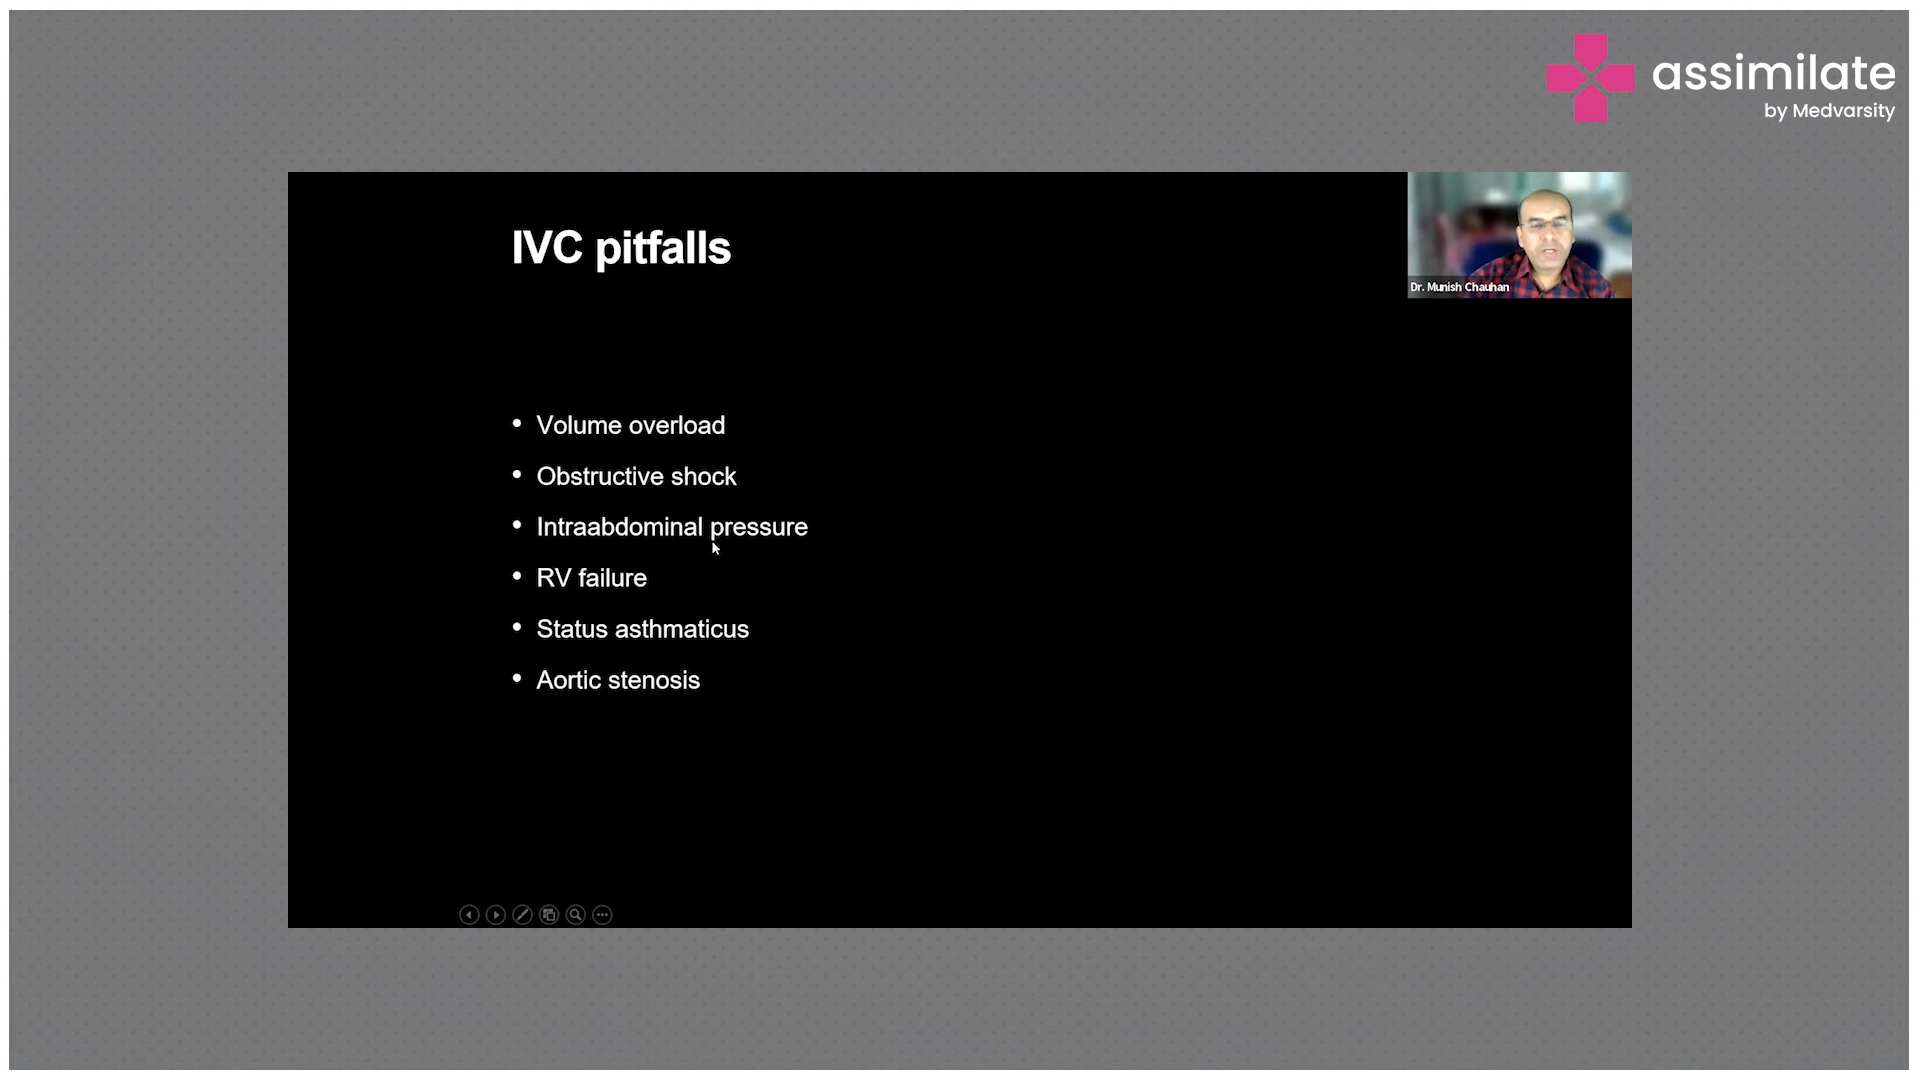 assimilate
by Medvarsity
IVC pitfalls
Dr. Munish Chauhan
• Volume overload
• Obstructive shock
• Intraabdominal pressure
• RV failure
• Status asthmaticus
• Aortic stenosis